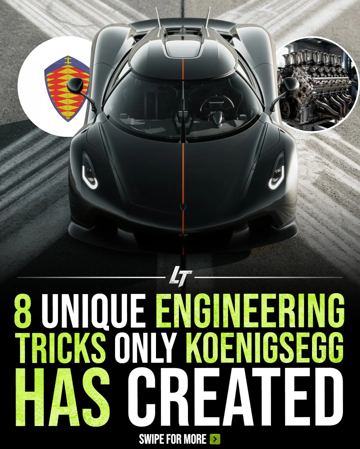 LT
8 UNIQUE ENGINEERING
TRICKS ONLY KOENIGSEGG
HAS CREATED
SWIPE FOR MORE